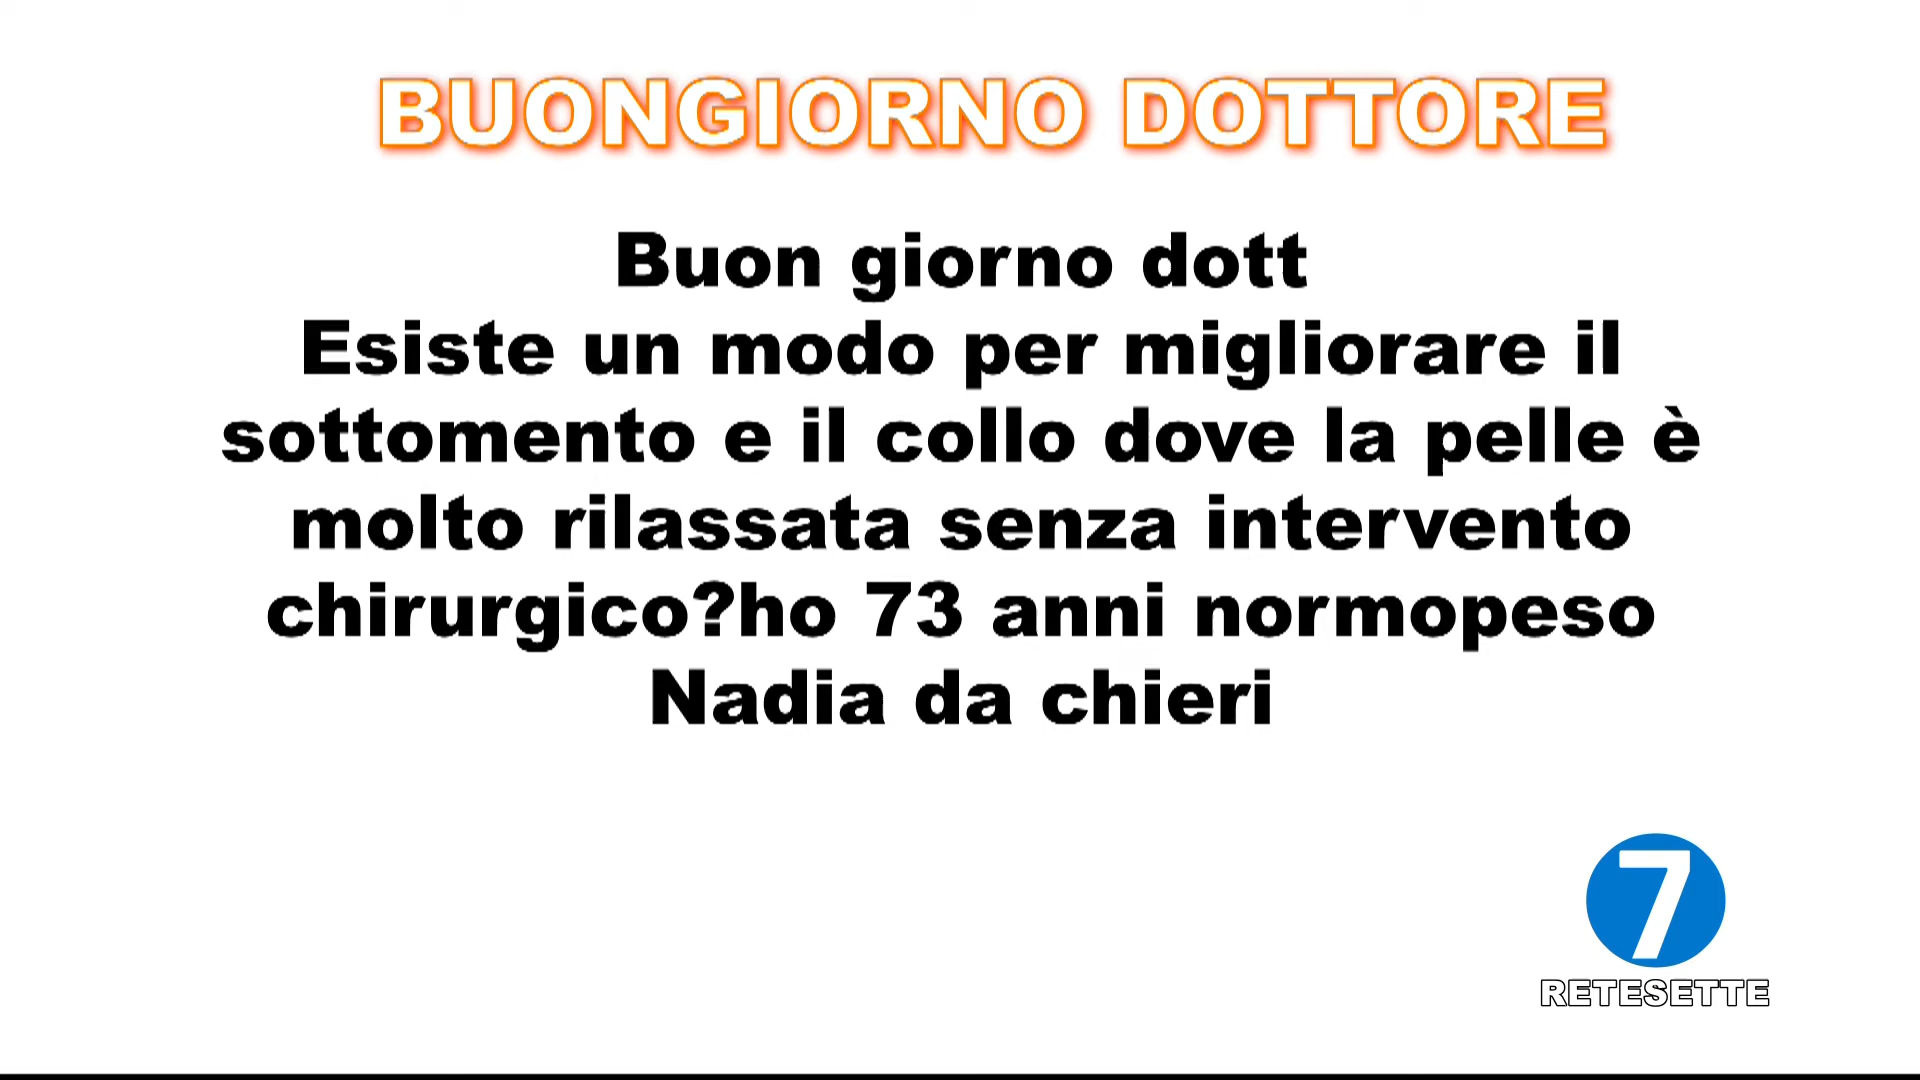 BUONGIORNO DOTTORE
Buon giorno dott
Esiste un modo per migliorare il
sottomento e il collo dove la pelle è
molto rilassata senza intervento
chirurgico?ho 73 anni normopeso
Nadia da chieri
7
RETESETTE